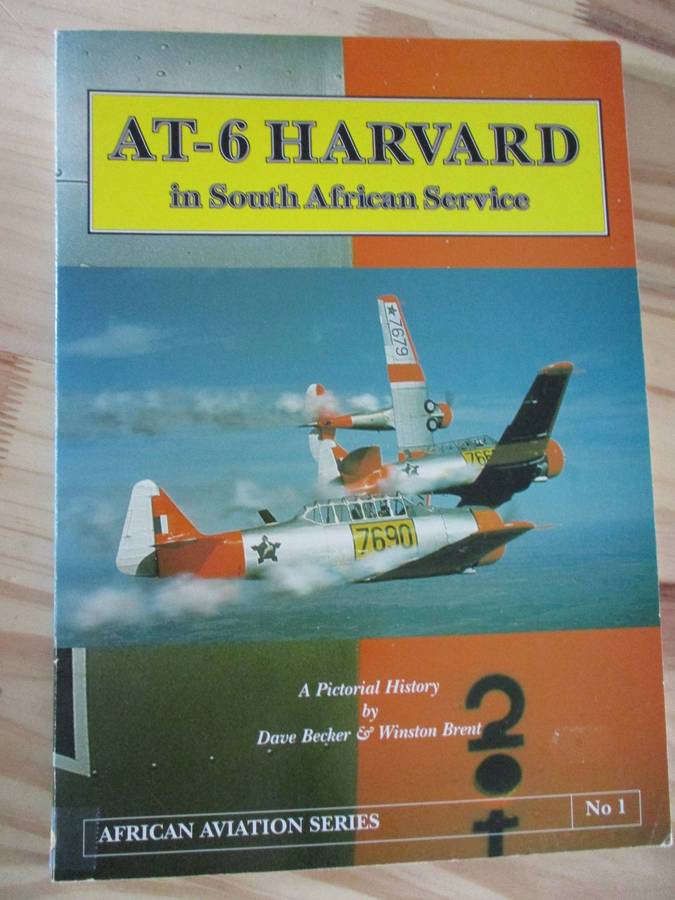 AT-6 HARVARD
in South African Service
7679
766
7690
A Pictorial History
by
Dave Becker & Winston Brent
AFRICAN AVIATION SERIES
No 1